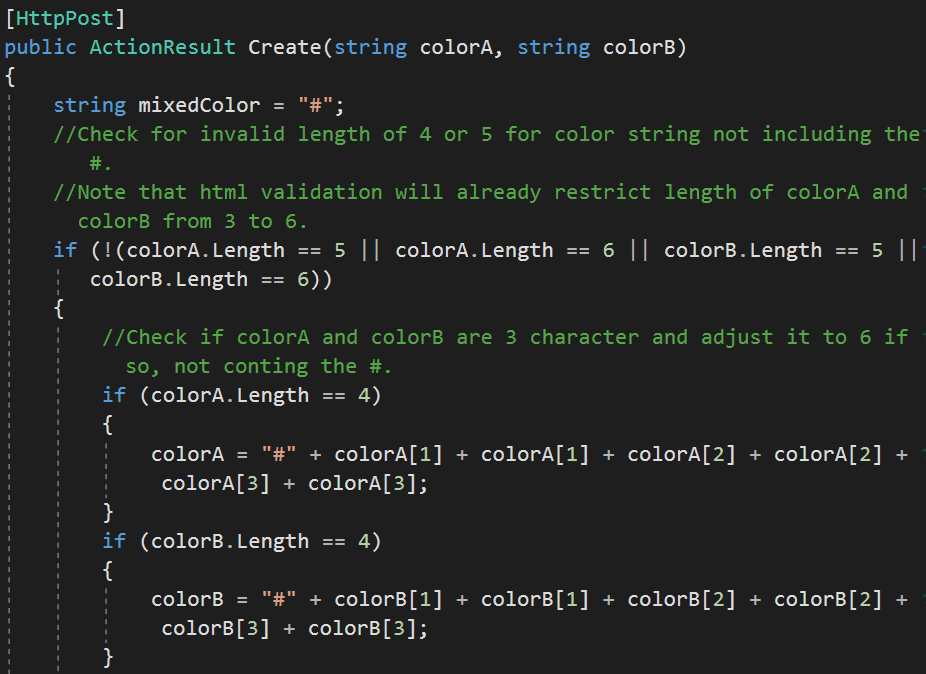 [HttpPost]
public ActionResult Create(string colorA, string colorB)
{
string mixedColor = "#";
//Check for invalid length of 4 or 5 for color string not including the
#.
//Note that html validation will already restrict length of colorA and
colorB from 3 to 6.
if (!(colorA.Length == 5 || colorA.Length == 6 || colorB.Length == 5 ||
colorB.Length == 6))
{
//Check if colorA and colorB are 3 character and adjust it to 6 if
so, not conting the #.
if (colorA.Length == 4)
{
colorA = "#" + colorA[1] + colorA[1] + colorA[2] + colorA[2] +
colorA[3] + colorA[3];
}
if (colorB.Length == 4)
{
colorB = "#" + colorB[1] + colorB[1] + colorB[2] + colorB[2] +
colorB[3] + colorB[3];
}